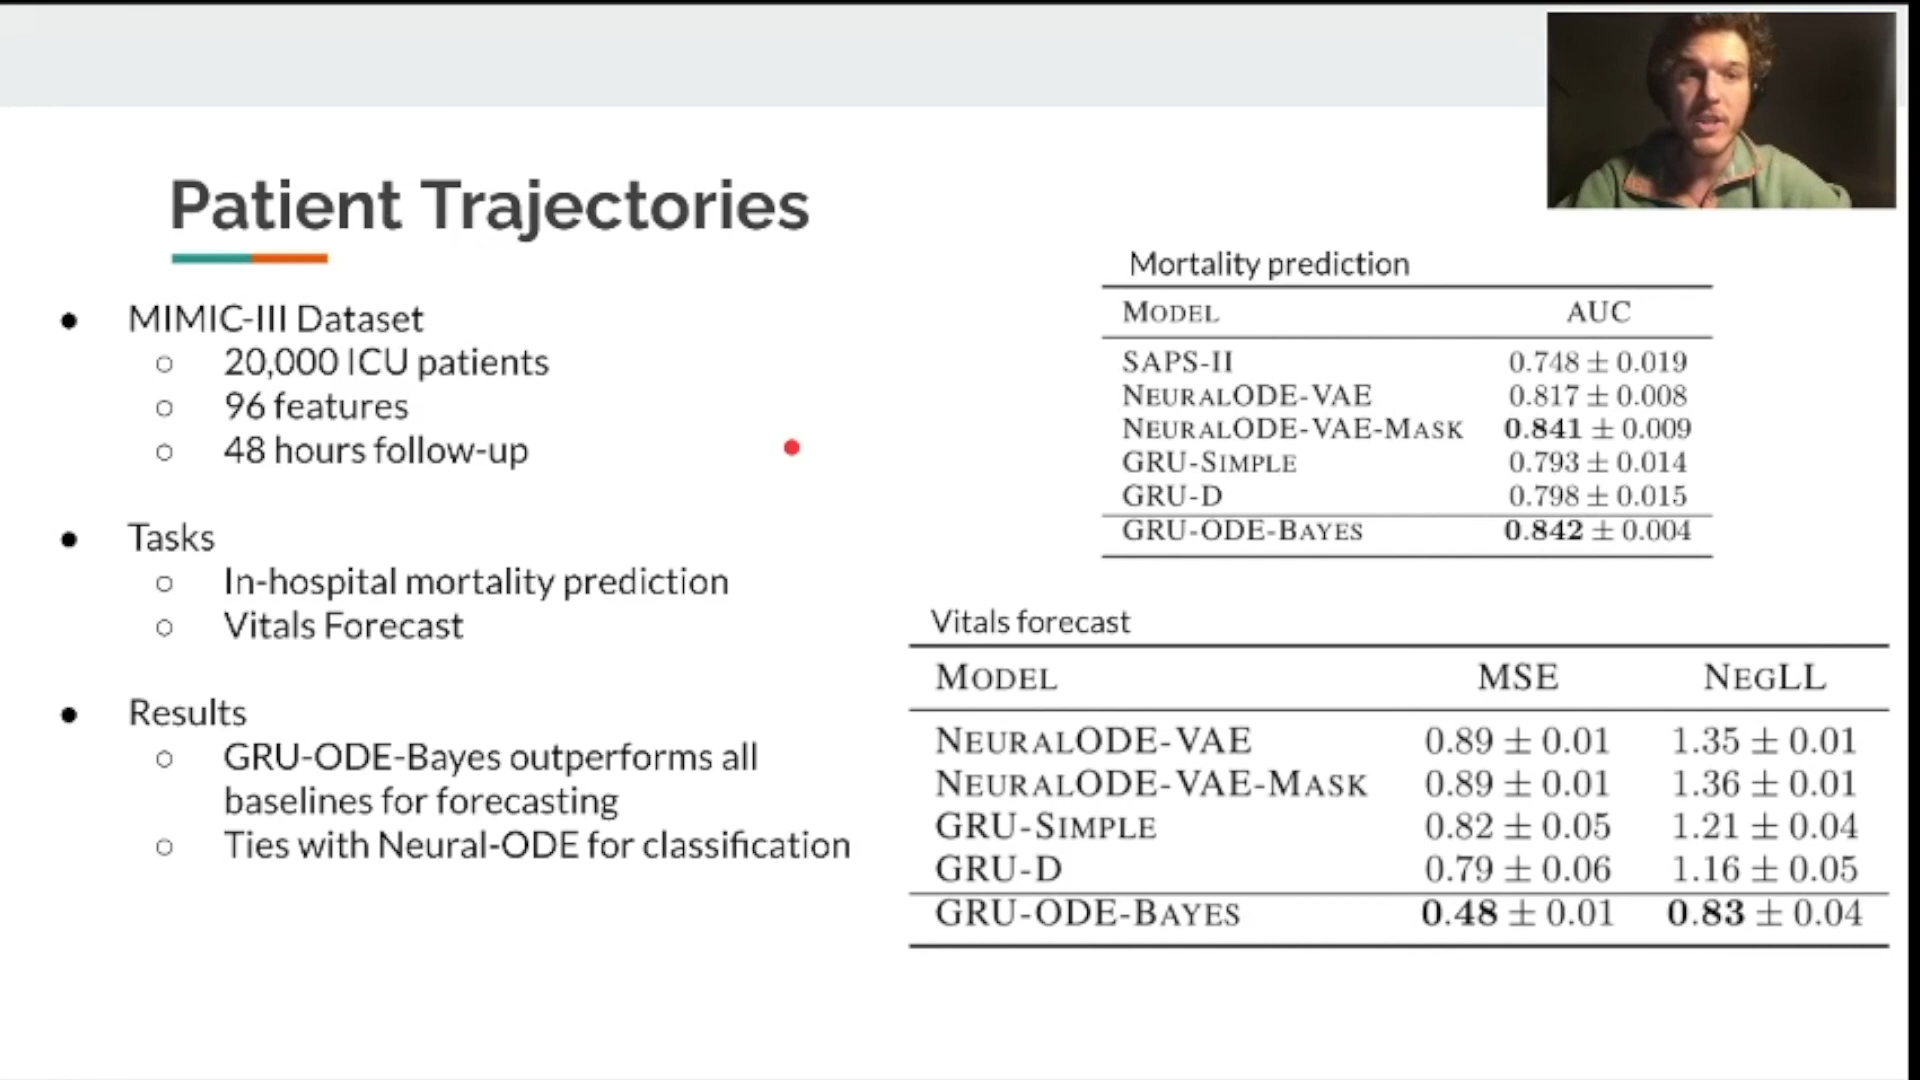 Patient Trajectories
MIMIC-III Dataset
20,000 ICU patients
96 features
48 hours follow-up
Tasks
In-hospital mortality prediction
Vitals Forecast
Results
GRU-ODE-Bayes outperforms all
baselines for forecasting
Ties with Neural-ODE for classification
Mortality prediction
MODEL AUC
SAPS-II 0.748 ± 0.019
NEURALODE-VAE 0.817 ± 0.008
NEURALODE-VAE-MASK 0.841 ± 0.009
GRU-SIMPLE 0.793 ± 0.014
GRU-D 0.798 ± 0.015
GRU-ODE-BAYES 0.842 ± 0.004
Vitals forecast
MODEL MSE NEGLL
NEURALODE-VAE 0.89 ± 0.01 1.35 ± 0.01
NEURALODE-VAE-MASK 0.89 ± 0.01 1.36 ± 0.01
GRU-SIMPLE 0.82 ± 0.05 1.21 ± 0.04
GRU-D 0.79 ± 0.06 1.16 ± 0.05
GRU-ODE-BAYES 0.48 ± 0.01 0.83 ± 0.04